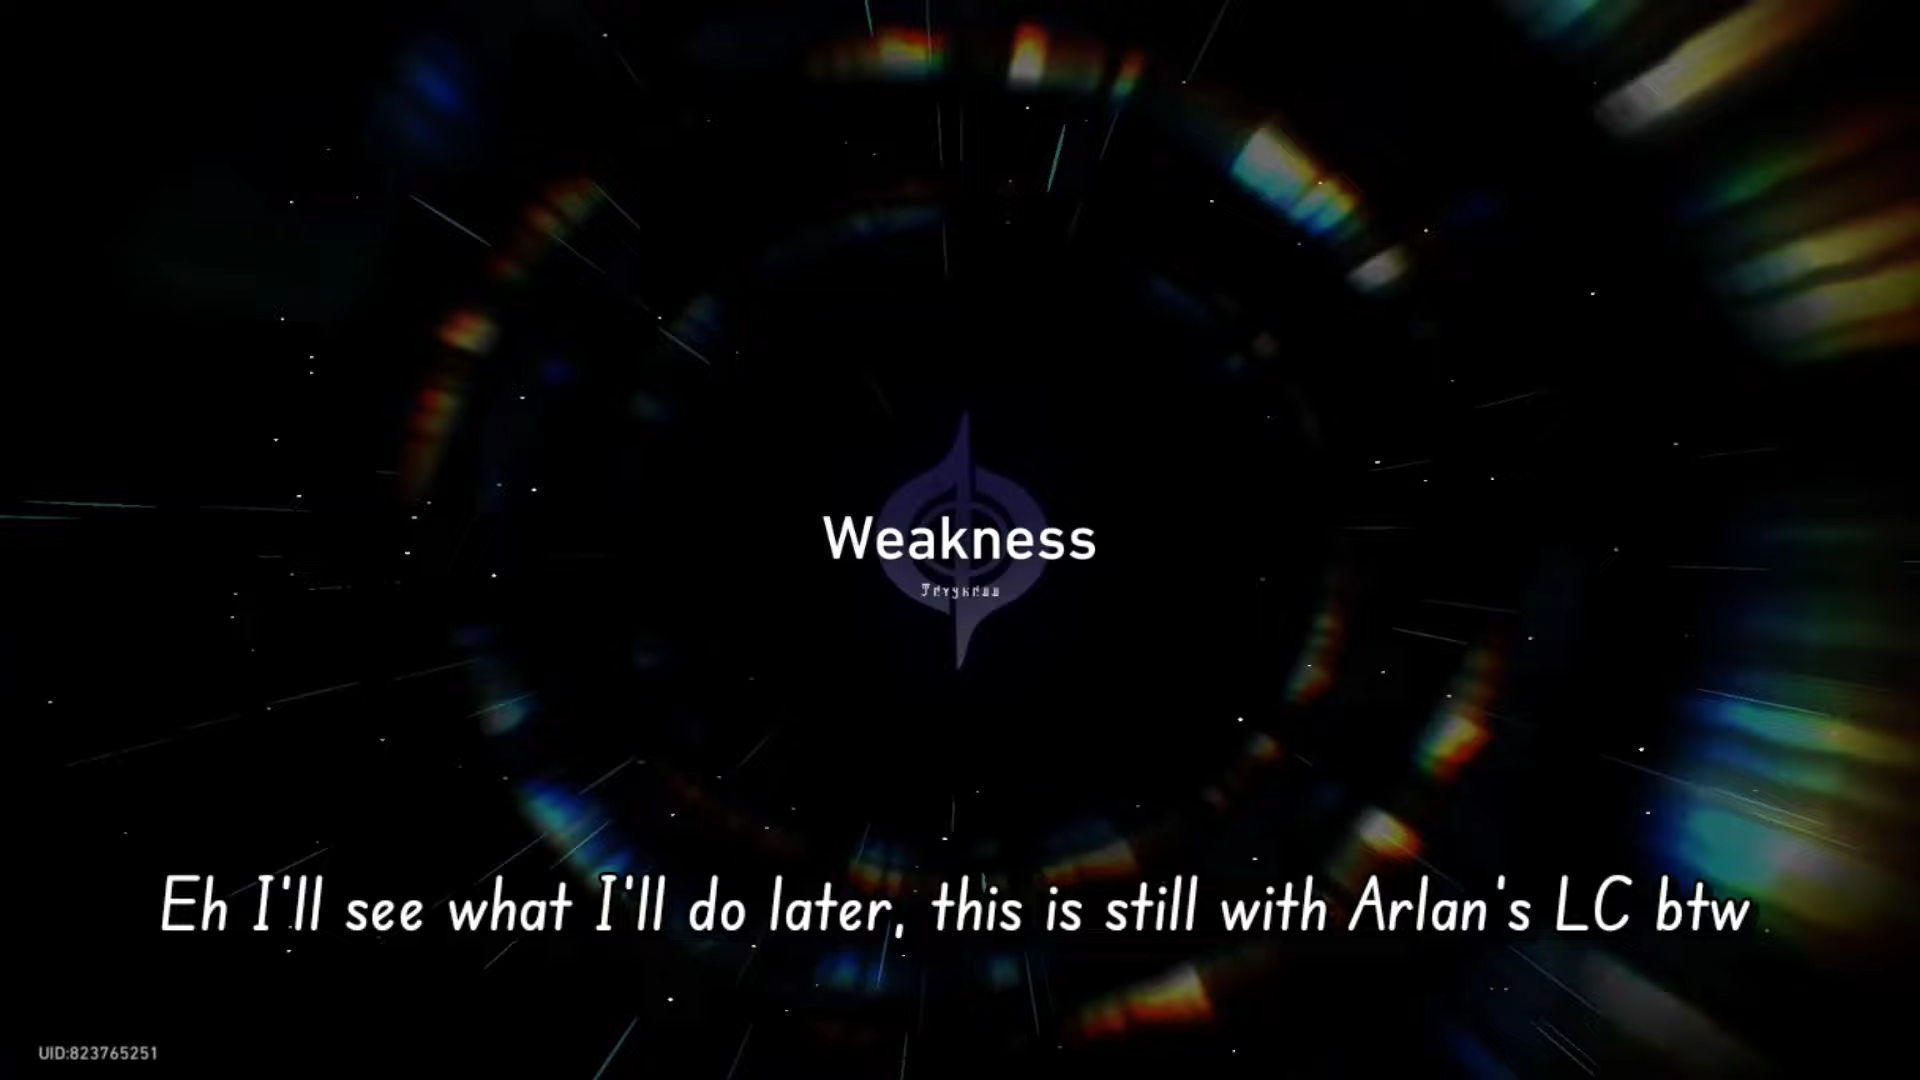 Weakness
Eh I'll see what I'll do later, this is still with Arlan's LC btw
UID:823765251